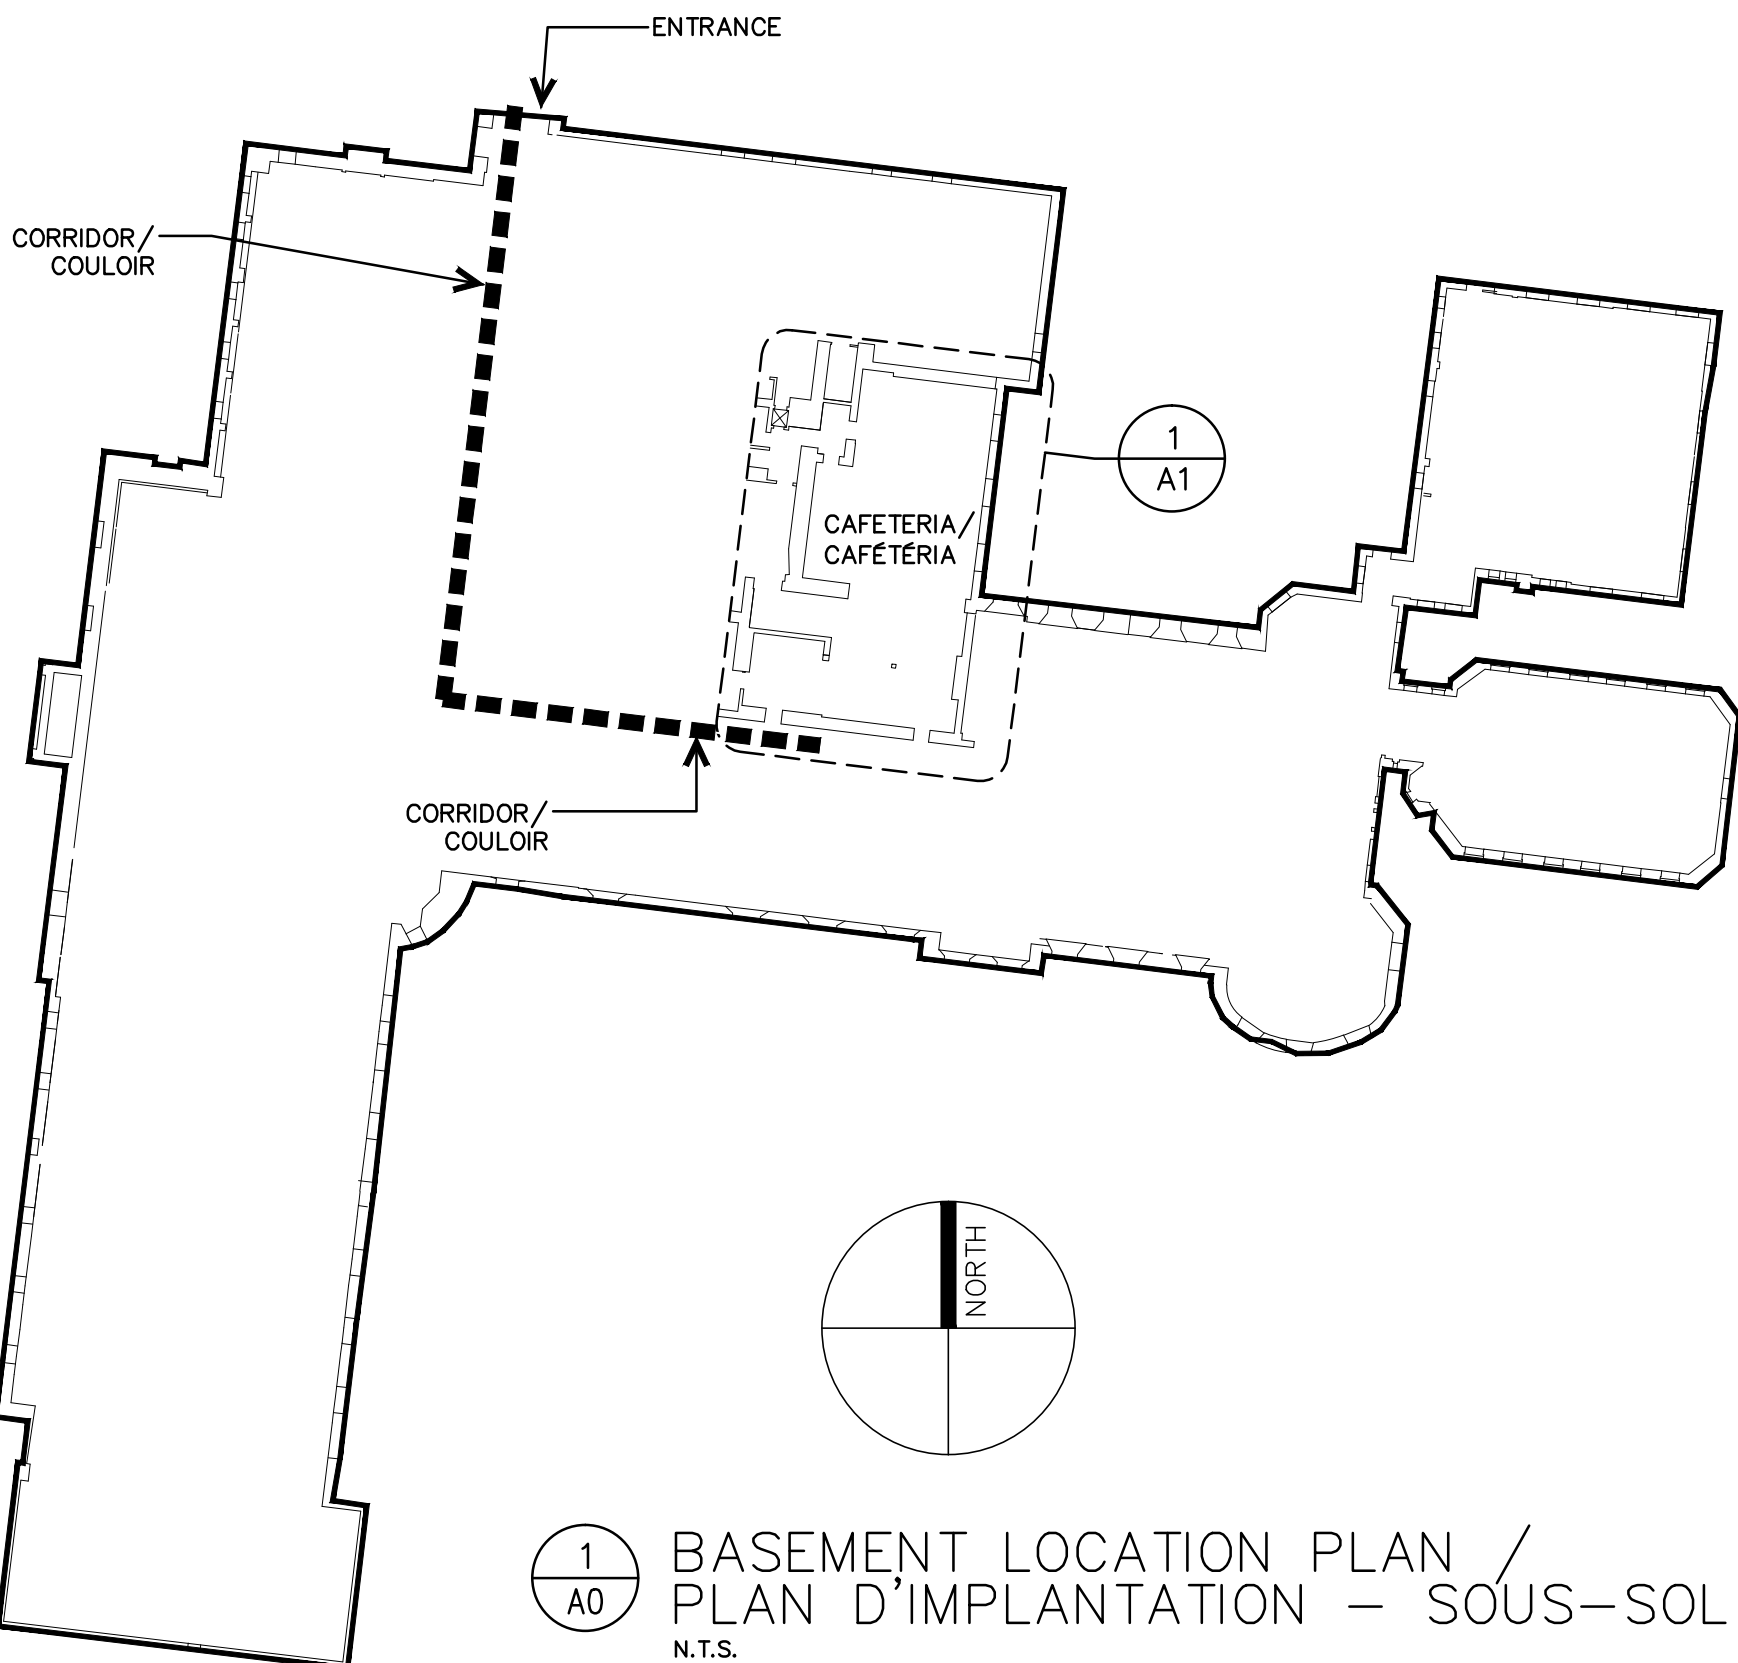 ENTRANCE
CORRIDOR/
COULOIR
1
A1
CAFETERIA/
CAFÉTÉRIA
CORRIDOR/
COULOIR
NORTH
1
A0
BASEMENT LOCATION PLAN /
PLAN D'IMPLANTATION - SOUS-SOL
N.T.S.